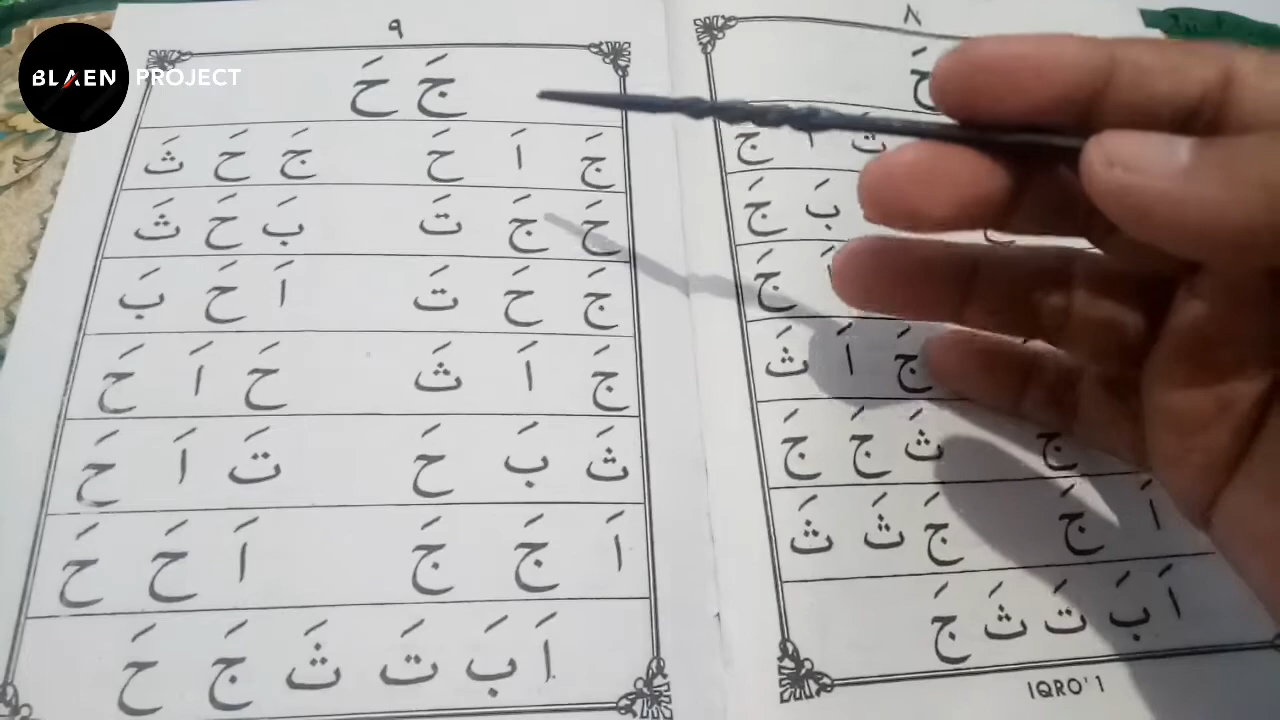 BLAEN PROJECT
٨
تَ اَ جَ
بَ جَ
جَ
جَ اَ ثَ
جَ ثَ جَ جَ
اَ جَ جَ ثَ ثَ
اَ بَ تَ ثَ جَ
IQRO' 1
٩
جَ حَ
جَ اَ حَ جَ حَ ثَ
حَ جَ تَ بَ حَ ثَ
جَ حَ تَ اَ حَ بَ
جَ اَ ثَ حَ اَ حَ
ثَ بَ حَ تَ اَ حَ
اَ جَ جَ اَ حَ حَ
اَ بَ تَ ثَ جَ حَ